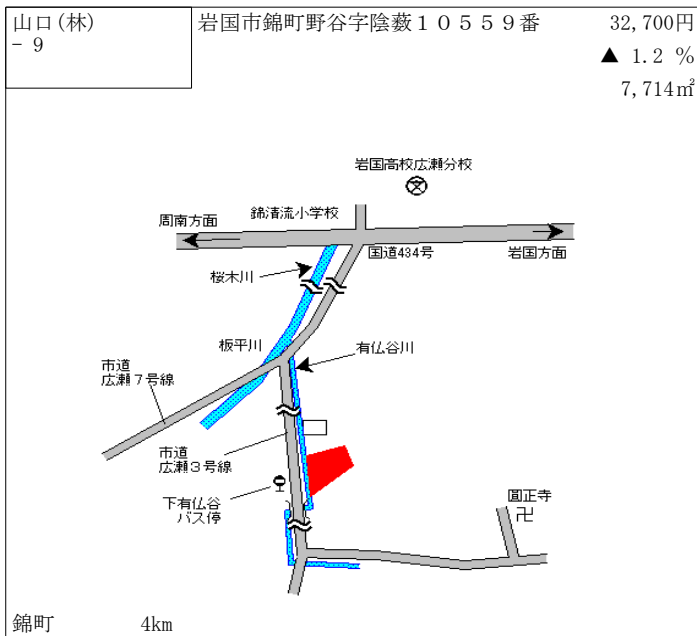 山口(林)
－9
岩国市錦町野谷字陰薮１０５５９番
32,700円
▲ 1.2 %
7,714㎡
岩国高校広瀬分校
錦清流小学校
周南方面
国道434号
岩国方面
桜木川
板平川
有仏谷川
市道
広瀬７号線
市道
広瀬３号線
下有仏谷
バス停
圓正寺
卍
錦町 4km